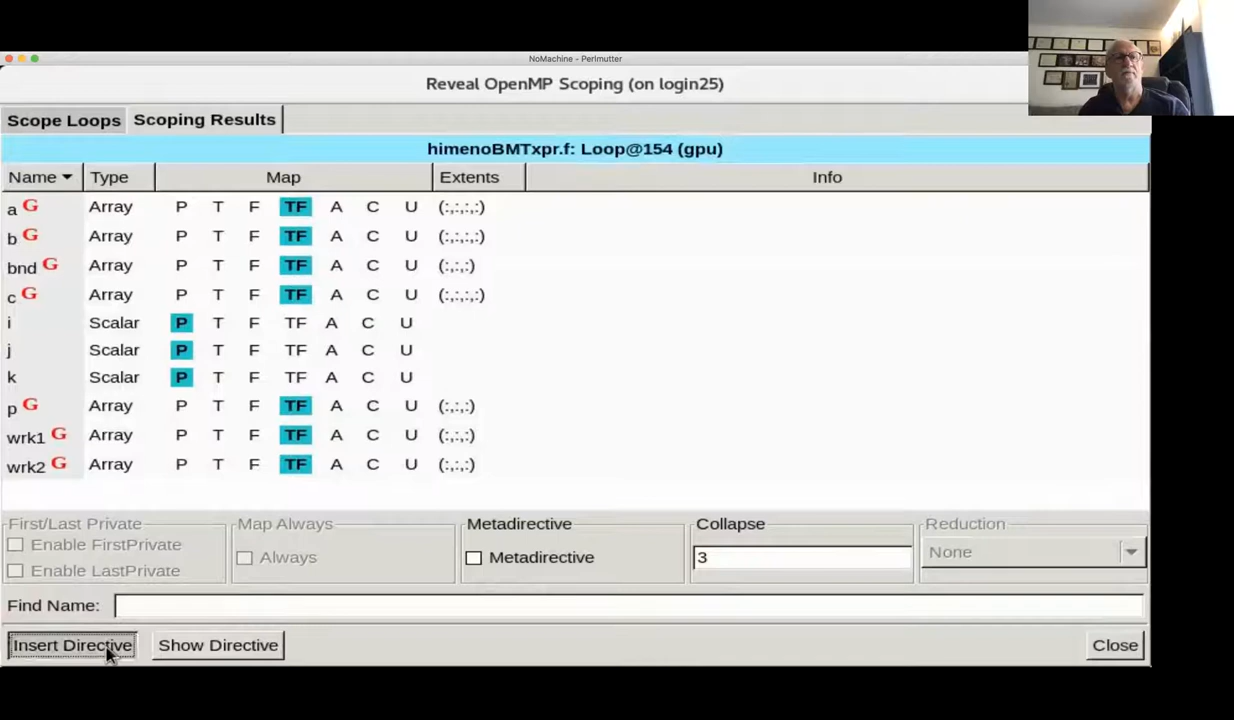 NoMachine - Perlmutter
Reveal OpenMP Scoping (on login25)
Scope Loops Scoping Results
himenoBMTxpr.f: Loop@154 (gpu)
Name Type Map Extents Info
a G Array P T F TF A C U (:,:,:,:)
b G Array P T F TF A C U (:,:,:,:)
bnd G Array P T F TF A C U (:,:,:)
c G Array P T F TF A C U (:,:,:,:)
i Scalar P T F TF A C U
j Scalar P T F TF A C U
k Scalar P T F TF A C U
p G Array P T F TF A C U (:,:,:)
wrk1 G Array P T F TF A C U (:,:,:)
wrk2 G Array P T F TF A C U (:,:,:)
First/Last Private Map Always Metadirective Collapse Reduction
Enable FirstPrivate Always Metadirective 3 None
Enable LastPrivate
Find Name:
Insert Directive Show Directive Close